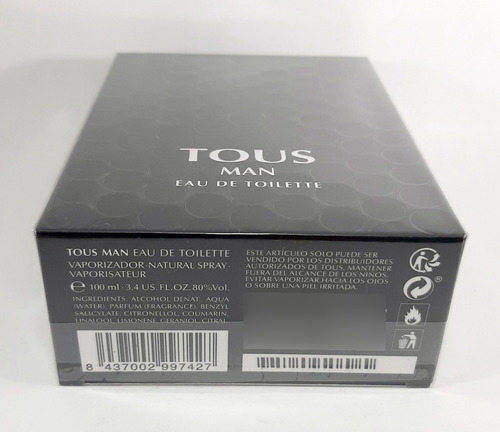 TOUS
MAN
EAU DE TOILETTE
TOUS MAN EAU DE TOILETTE
VAPORIZADOR·NATURAL SPRAY·
VAPORISATEUR
℮ 100 ml · 3.4 US. FL.OZ.80%Vol.
INGREDIENTS: ALCOHOL DENAT., AQUA
(WATER), PARFUM (FRAGRANCE), BENZYL
SALICYLATE, CITRONELLOL, COUMARIN,
LINALOOL, LIMONENE, GERANIOL, CITRAL
8 437002 997427
ESTE ARTÍCULO SÓLO PUEDE SER
VENDIDO POR LOS DISTRIBUIDORES
AUTORIZADOS DE TOUS. MANTENER
FUERA DEL ALCANCE DE LOS NIÑOS.
EVITAR VAPORIZAR HACIA LOS OJOS
O SOBRE UNA PIEL IRRITADA.